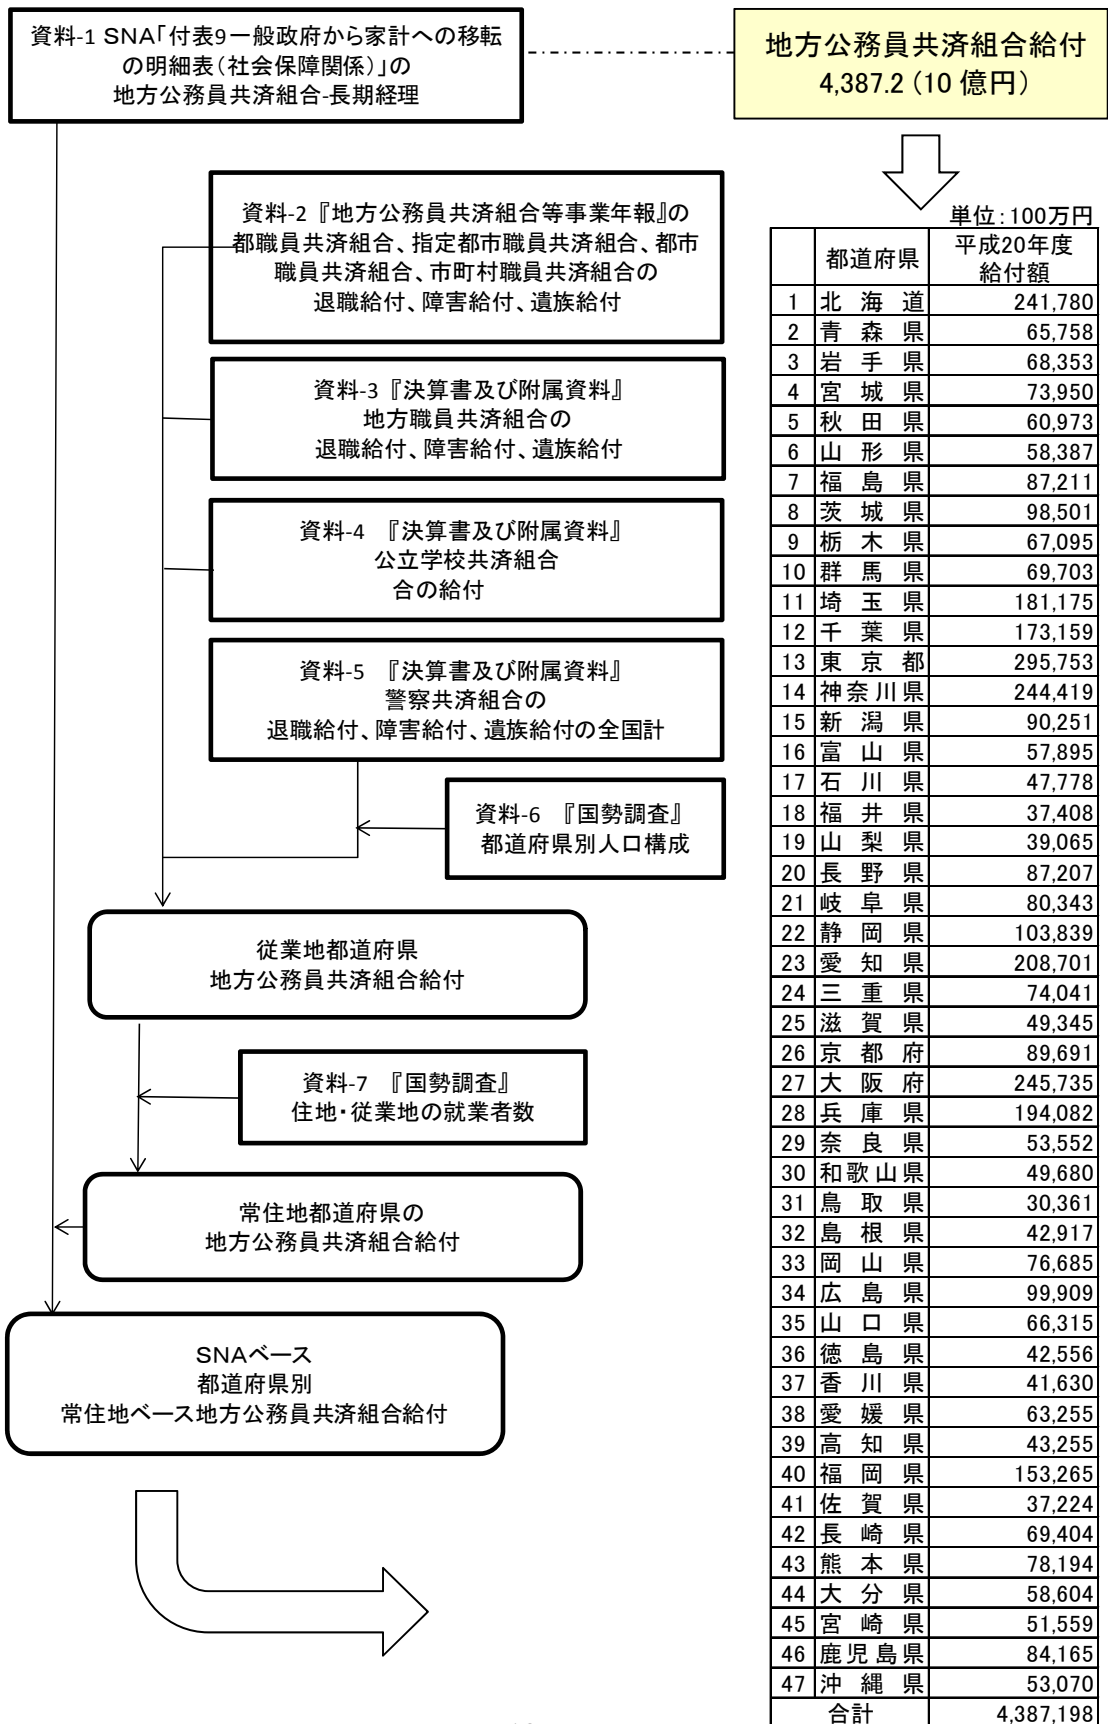 資料-1 SNA「付表9一般政府から家計への移転
の明細表(社会保障関係)」の
地方公務員共済組合-長期経理
地方公務員共済組合給付
4,387.2 (10 億円)
資料-2『地方公務員共済組合等事業年報』の
都職員共済組合、指定都市職員共済組合、都市
職員共済組合、市町村職員共済組合の
退職給付、障害給付、遺族給付
資料-3『決算書及び附属資料』
地方職員共済組合の
退職給付、障害給付、遺族給付
資料-4 『決算書及び附属資料』
公立学校共済組合
合の給付
資料-5 『決算書及び附属資料』
警察共済組合の
退職給付、障害給付、遺族給付の全国計
資料-6 『国勢調査』
都道府県別人口構成
従業地都道府県
地方公務員共済組合給付
資料-7 『国勢調査』
住地・従業地の就業者数
常住地都道府県の
地方公務員共済組合給付
SNAベース
都道府県別
常住地ベース地方公務員共済組合給付
単位:100万円
都道府県 平成20年度
給付額
1 北海道 241,780
2 青森県 65,758
3 岩手県 68,353
4 宮城県 73,950
5 秋田県 60,973
6 山形県 58,387
7 福島県 87,211
8 茨城県 98,501
9 栃木県 67,095
10 群馬県 69,703
11 埼玉県 181,175
12 千葉県 173,159
13 東京都 295,753
14 神奈川県 244,419
15 新潟県 90,251
16 富山県 57,895
17 石川県 47,778
18 福井県 37,408
19 山梨県 39,065
20 長野県 87,207
21 岐阜県 80,343
22 静岡県 103,839
23 愛知県 208,701
24 三重県 74,041
25 滋賀県 49,345
26 京都府 89,691
27 大阪府 245,735
28 兵庫県 194,082
29 奈良県 53,552
30 和歌山県 49,680
31 鳥取県 30,361
32 島根県 42,917
33 岡山県 76,685
34 広島県 99,909
35 山口県 66,315
36 徳島県 42,556
37 香川県 41,630
38 愛媛県 63,255
39 高知県 43,255
40 福岡県 153,265
41 佐賀県 37,224
42 長崎県 69,404
43 熊本県 78,194
44 大分県 58,604
45 宮崎県 51,559
46 鹿児島県 84,165
47 沖縄県 53,070
合計 4,387,198